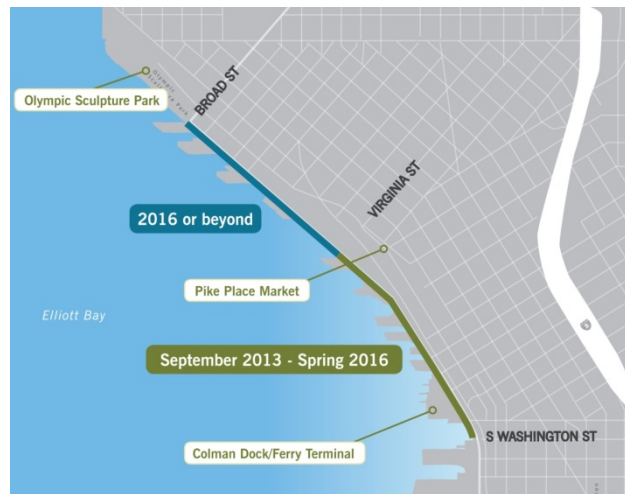 Olympic Sculpture Park
BROAD ST
VIRGINIA ST
2016 or beyond
Pike Place Market
Elliott Bay
September 2013 - Spring 2016
S WASHINGTON ST
Colman Dock/Ferry Terminal